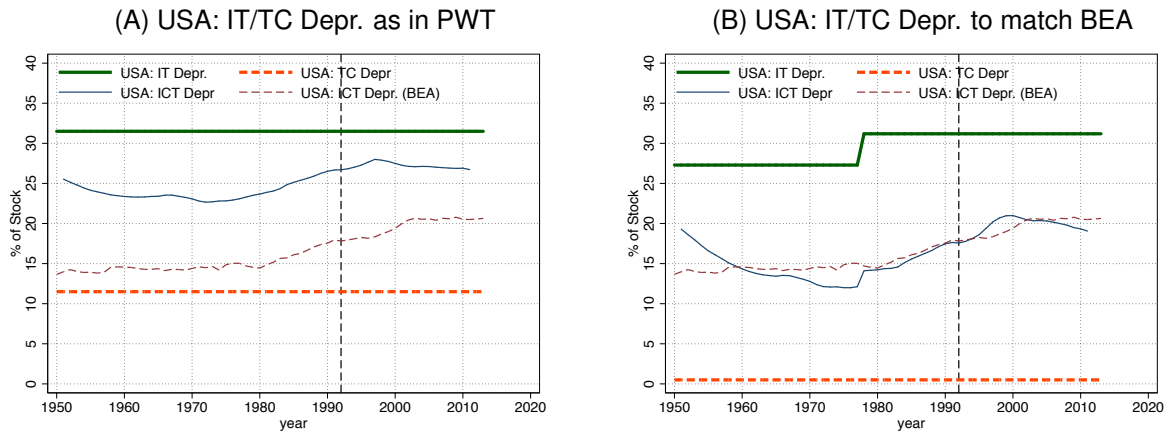 (A) USA: IT/TC Depr. as in PWT
USA: IT Depr.
USA: TC Depr
USA: ICT Depr
USA: ICT Depr. (BEA)
% of Stock
40
35
30
25
20
15
10
5
0
1950 1960 1970 1980 1990 2000 2010 2020
year
(B) USA: IT/TC Depr. to match BEA
USA: IT Depr.
USA: TC Depr
USA: ICT Depr
USA: ICT Depr. (BEA)
% of Stock
40
35
30
25
20
15
10
5
0
1950 1960 1970 1980 1990 2000 2010 2020
year